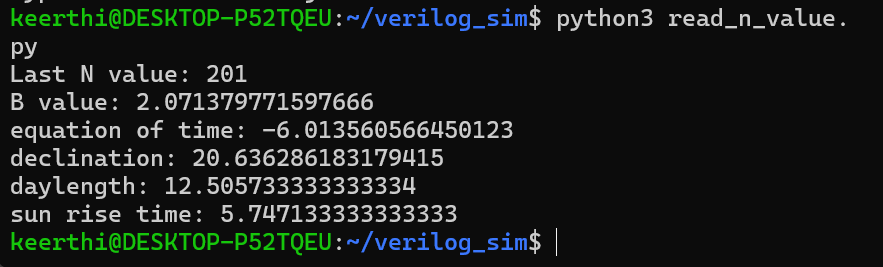 keerthi@DESKTOP-P52TQEU:~/verilog_sim$ python3 read_n_value.
py
Last N value: 201
B value: 2.071379771597666
equation of time: -6.013560566450123
declination: 20.636286183179415
daylength: 12.505733333333334
sun rise time: 5.747133333333333
keerthi@DESKTOP-P52TQEU:~/verilog_sim$